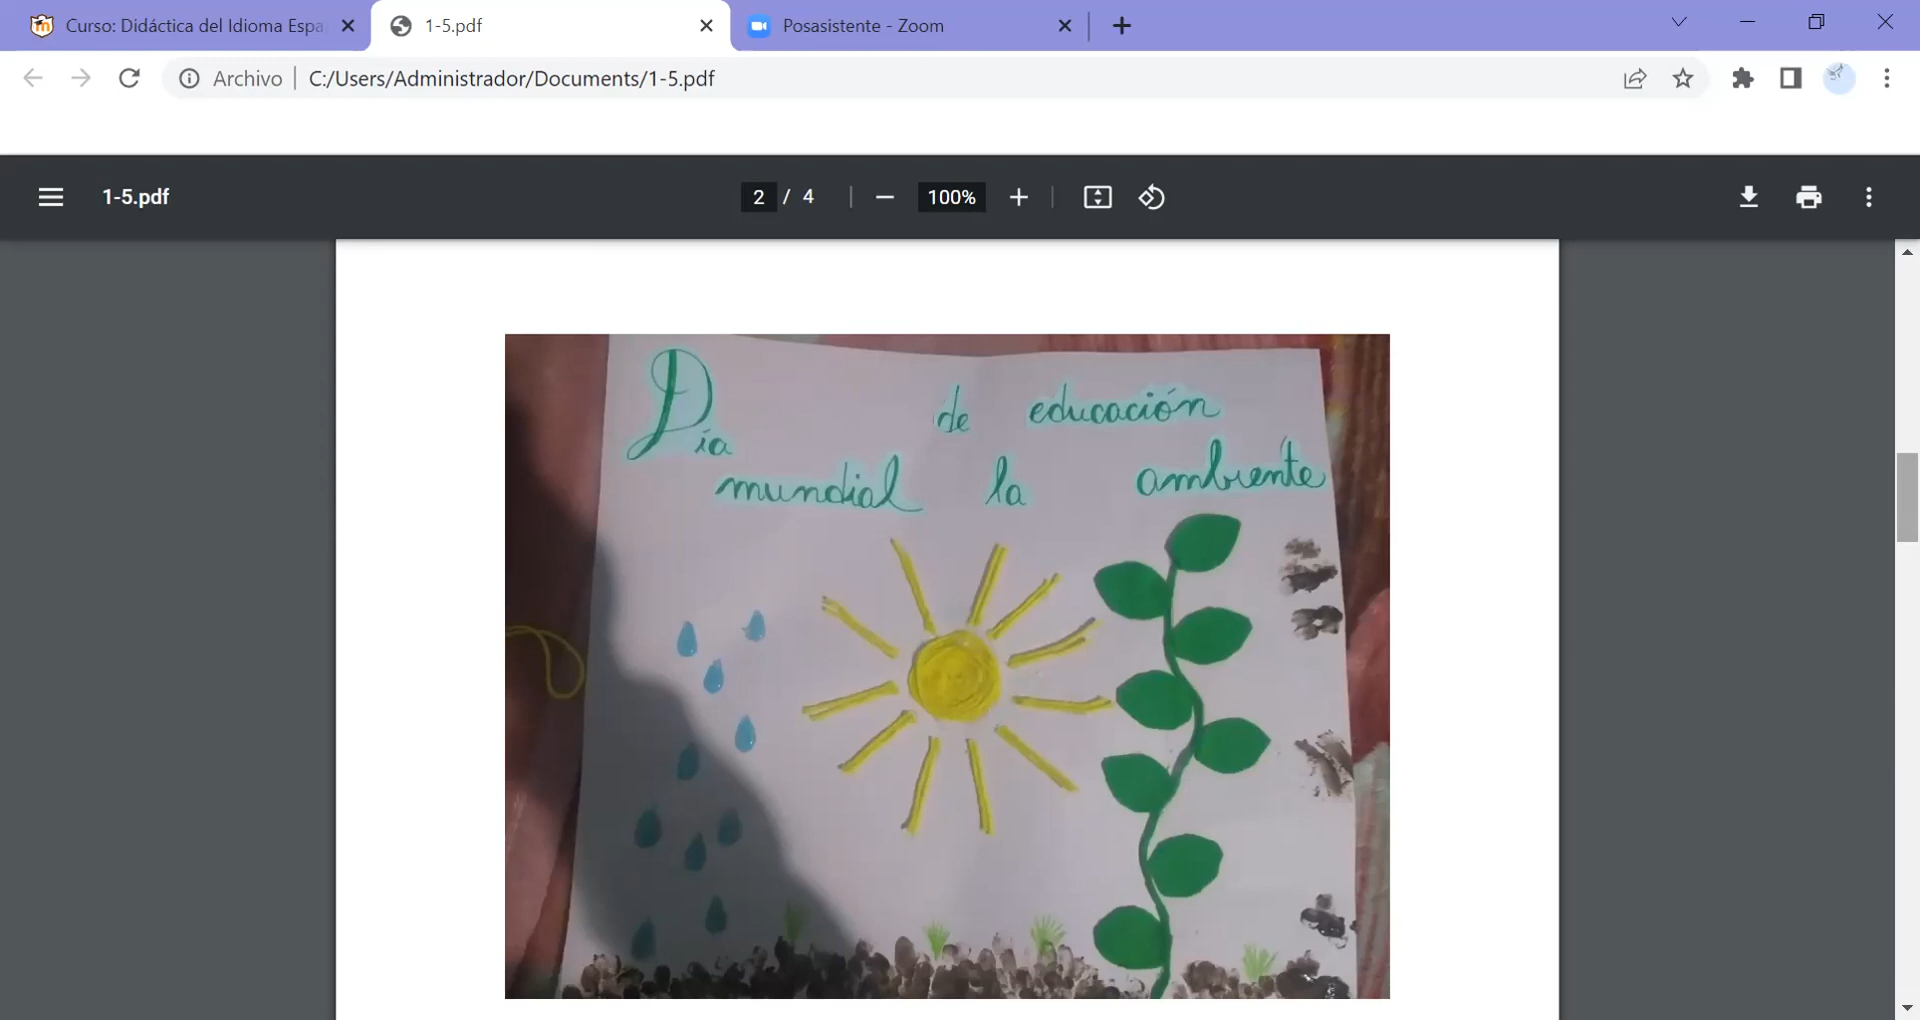 Curso: Didáctica del Idioma Espa
1-5.pdf
Posasistente - Zoom
Archivo
C:/Users/Administrador/Documents/1-5.pdf
1-5.pdf
2 / 4
100%
Día mundial de la educación ambiente